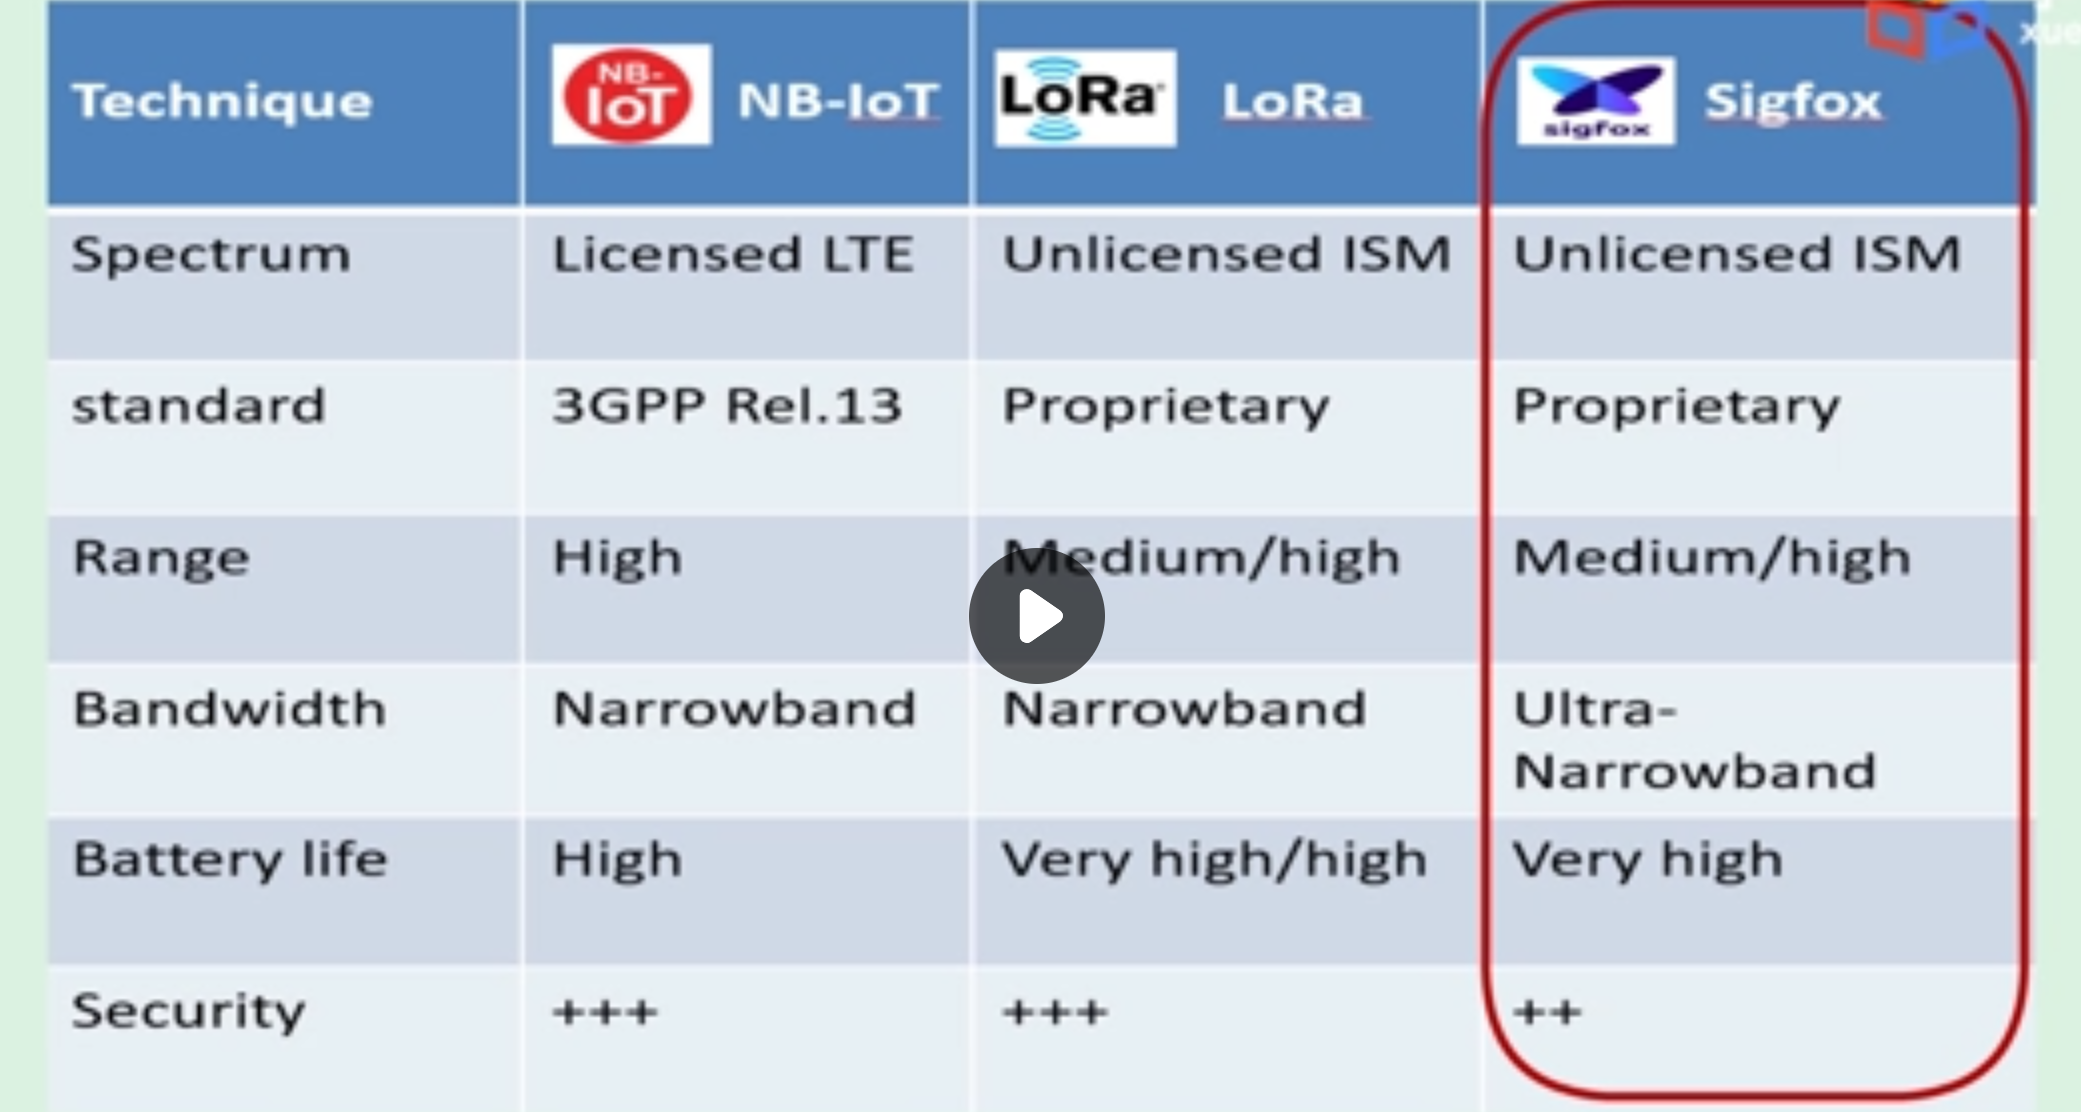 Technique NB-IoT NB-IoT LoRa LoRa sigfox Sigfox
Spectrum Licensed LTE Unlicensed ISM Unlicensed ISM
standard 3GPP Rel.13 Proprietary Proprietary
Range High Medium/high Medium/high
Bandwidth Narrowband Narrowband Ultra-
Narrowband
Battery life High Very high/high Very high
Security +++ +++ ++